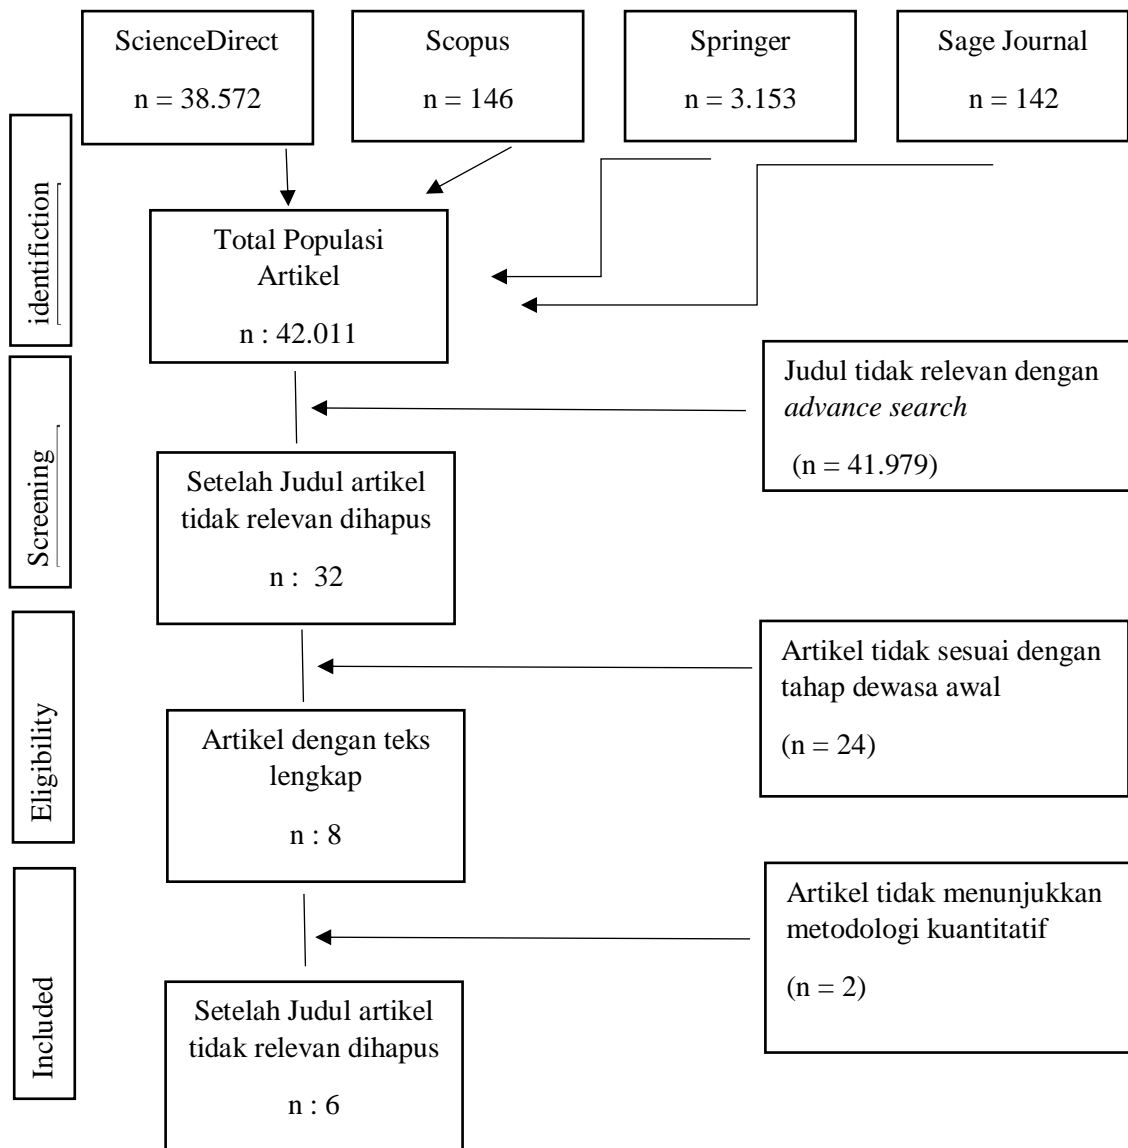 ScienceDirect
n = 38.572
Scopus
n = 146
Springer
n = 3.153
Sage Journal
n = 142
identifiction
Total Populasi
Artikel
n : 42.011
Judul tidak relevan dengan
advance search
(n = 41.979)
Screening
Setelah Judul artikel
tidak relevan dihapus
n : 32
Artikel tidak sesuai dengan
tahap dewasa awal
(n = 24)
Eligibility
Artikel dengan teks
lengkap
n : 8
Artikel tidak menunjukkan
metodologi kuantitatif
(n = 2)
Included
Setelah Judul artikel
tidak relevan dihapus
n : 6